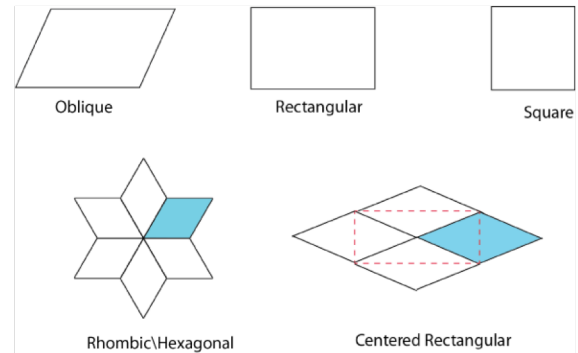 Oblique
Rectangular
Square
Rhombic\Hexagonal
Centered Rectangular